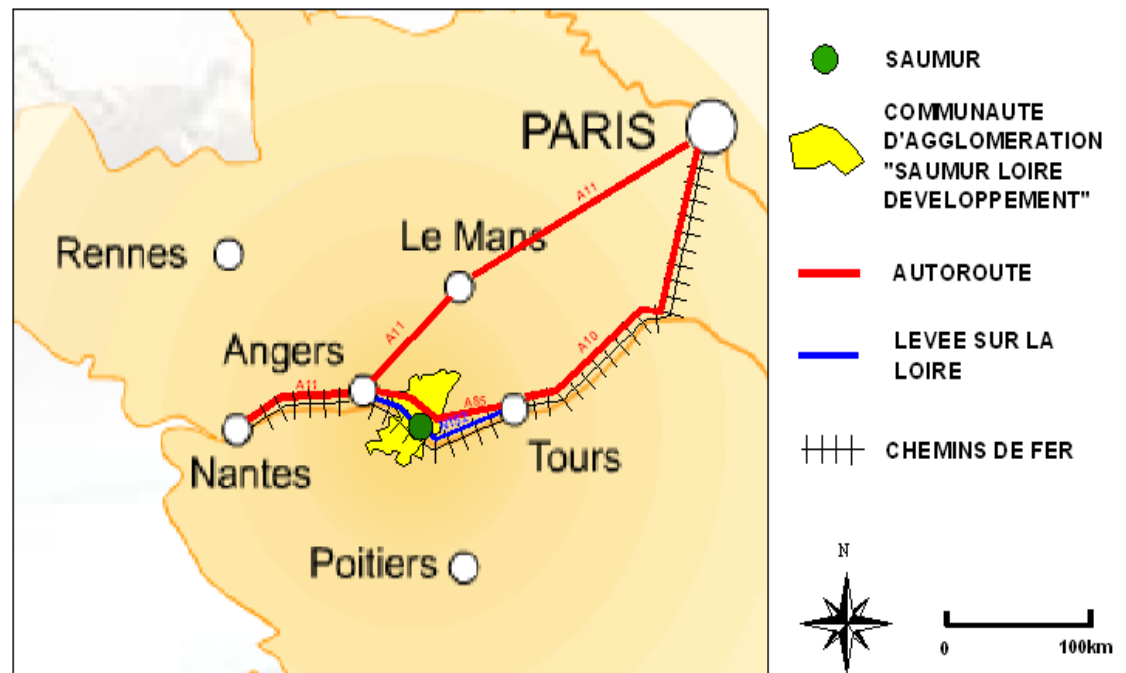 PARIS
A11
Le Mans
Rennes
A11
Angers
A10
A11
A85
Tours
Nantes
Poitiers
SAUMUR
COMMUNAUTE
D'AGGLOMERATION
"SAUMUR LOIRE
DEVELOPPEMENT"
AUTOROUTE
LEVEE SUR LA
LOIRE
CHEMINS DE FER
N
0
100km